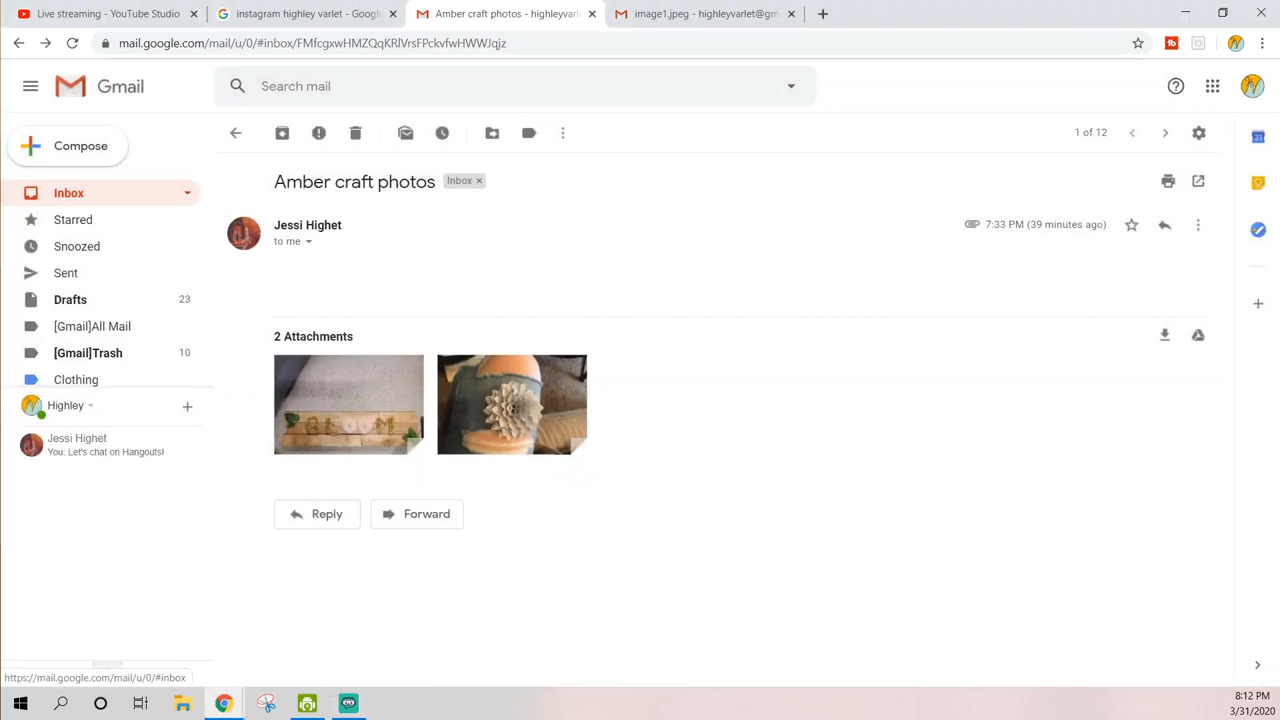 Live streaming - YouTube Studio
instagram highley varlet - Google
Amber craft photos - highleyvarl
image1.jpeg - highleyvarlet@gm
mail.google.com/mail/u/0/#inbox/FMfcgxwHMZQqKRlVrsFPckvfwHWWJqjz
Gmail
Search mail
Compose
1 of 12
Inbox
Starred
Snoozed
Sent
Drafts 23
[Gmail]All Mail
[Gmail]Trash 10
Clothing
Highley
Jessi Highet
You: Let's chat on Hangouts!
Amber craft photos Inbox ×
Jessi Highet
7:33 PM (39 minutes ago)
to me
2 Attachments
BLOOM
Reply
Forward
https://mail.google.com/mail/u/0/#inbox
8:12 PM
3/31/2020